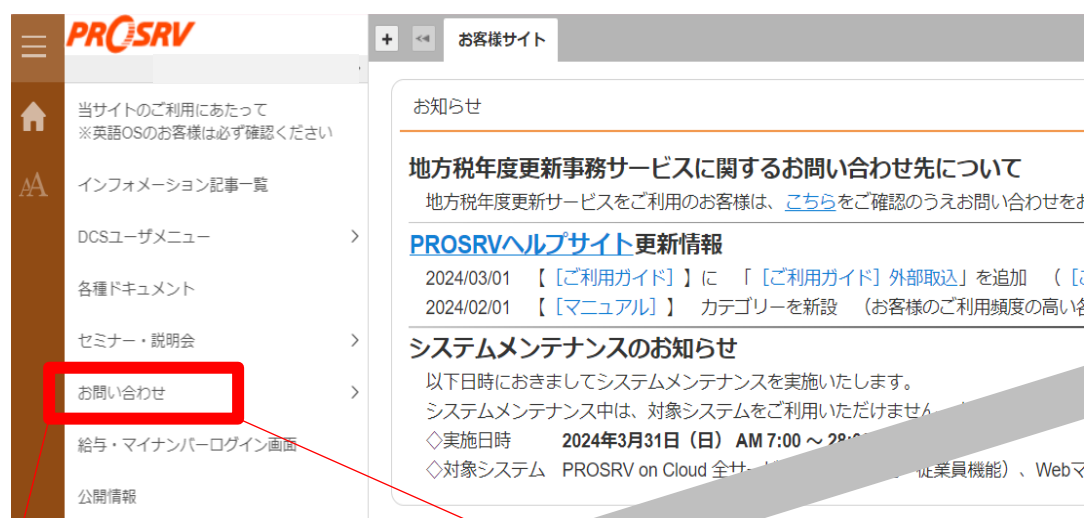 PROSRV
お客様サイト
当サイトのご利用にあたって
※英語OSのお客様は必ず確認ください
インフォメーション記事一覧
DCSユーザメニュー
各種ドキュメント
セミナー・説明会
お問い合わせ
給与・マイナンバーログイン画面
公開情報
お知らせ
地方税年度更新事務サービスに関するお問い合わせ先について
地方税年度更新サービスをご利用のお客様は、こちらをご確認のうえお問い合わせを
PROSRVヘルプサイト更新情報
2024/03/01 【［ご利用ガイド］】に 「［ご利用ガイド］外部取込」を追加 （［
2024/02/01 【［マニュアル］】 カテゴリーを新設 （お客様のご利用頻度の高い
システムメンテナンスのお知らせ
以下日時におきましてシステムメンテナンスを実施いたします。
システムメンテナンス中は、対象システムをご利用いただけません
◇実施日時 2024年3月31日（日） AM 7:00 ～ 28:
◇対象システム PROSRV on Cloud 全サー 従業員機能）、Web